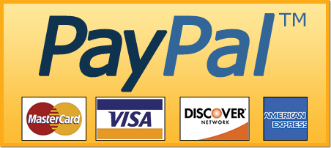 PayPal™
MasterCard VISA DISCOVER AMERICAN
NETWORK EXPRESS